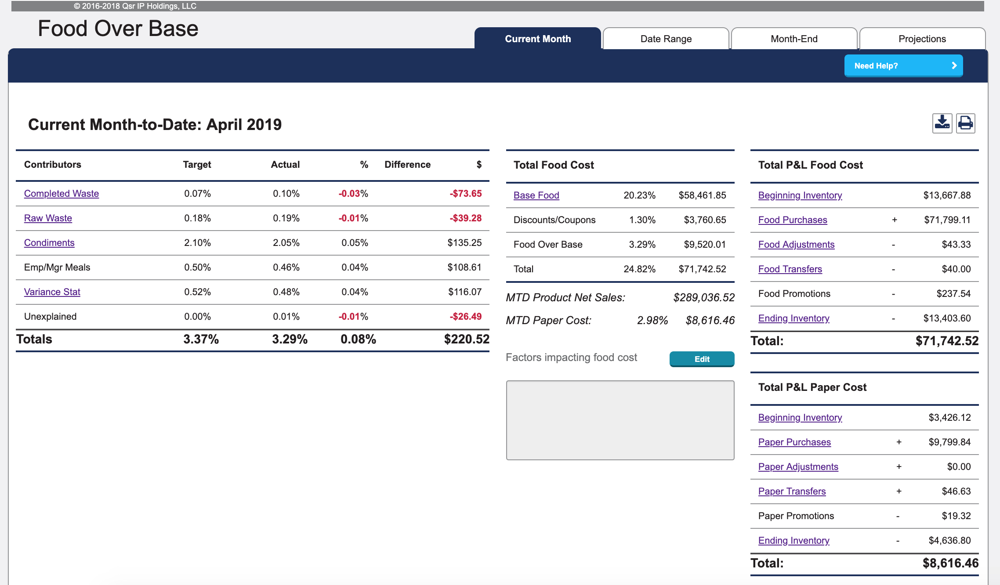 © 2016-2018 Qsr IP Holdings, LLC
Food Over Base
Current Month Date Range Month-End Projections
Need Help?
Current Month-to-Date: April 2019
Contributors Target Actual % Difference $
Completed Waste 0.07% 0.10% -0.03% -$73.65
Raw Waste 0.18% 0.19% -0.01% -$39.28
Condiments 2.10% 2.05% 0.05% $135.25
Emp/Mgr Meals 0.50% 0.46% 0.04% $108.61
Variance Stat 0.52% 0.48% 0.04% $116.07
Unexplained 0.00% 0.01% -0.01% -$26.49
Totals 3.37% 3.29% 0.08% $220.52
Total Food Cost
Base Food 20.23% $58,461.85
Discounts/Coupons 1.30% $3,760.65
Food Over Base 3.29% $9,520.01
Total 24.82% $71,742.52
MTD Product Net Sales: $289,036.52
MTD Paper Cost: 2.98% $8,616.46
Factors impacting food cost Edit
Total P&L Food Cost
Beginning Inventory $13,667.88
Food Purchases + $71,799.11
Food Adjustments - $43.33
Food Transfers - $40.00
Food Promotions - $237.54
Ending Inventory - $13,403.60
Total: $71,742.52
Total P&L Paper Cost
Beginning Inventory $3,426.12
Paper Purchases + $9,799.84
Paper Adjustments + $0.00
Paper Transfers + $46.63
Paper Promotions - $19.32
Ending Inventory - $4,636.80
Total: $8,616.46